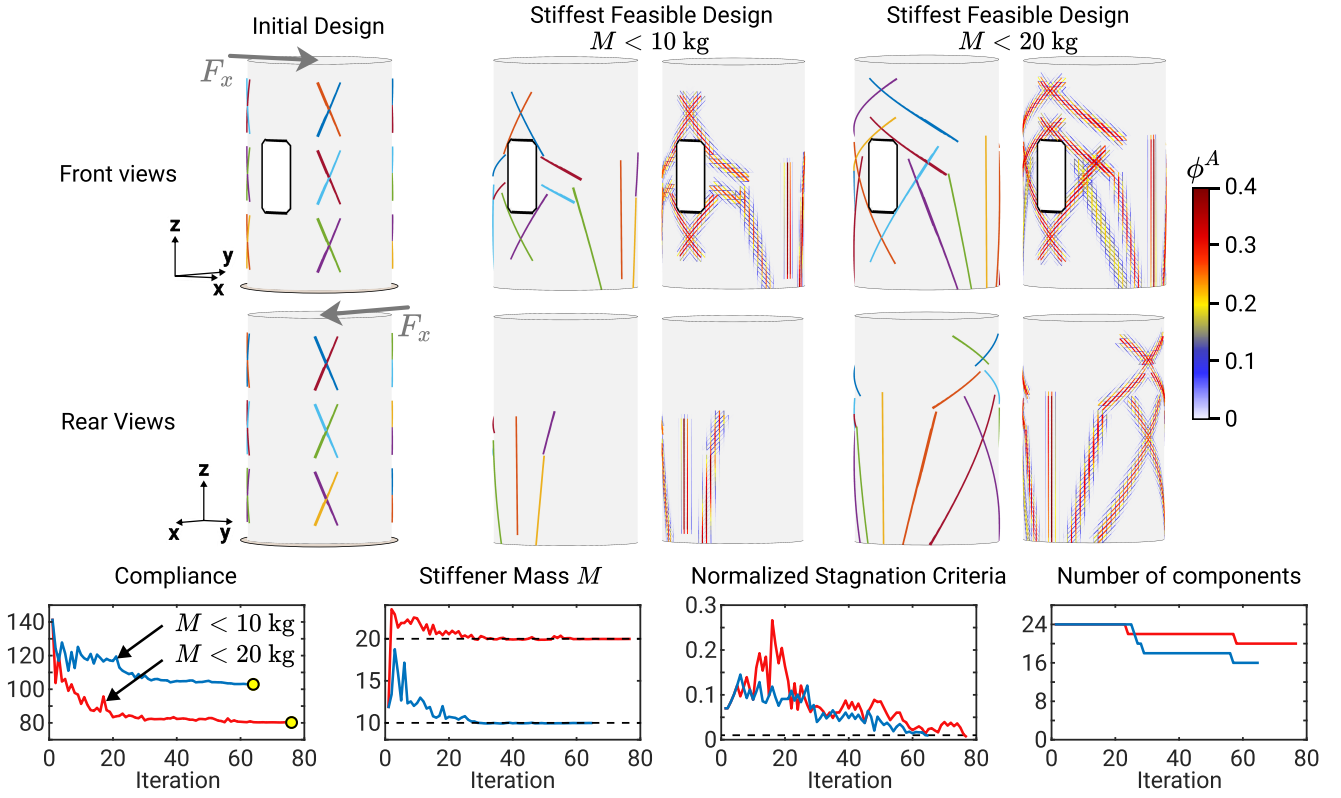 Initial Design
Stiffest Feasible Design
M < 10 kg
Stiffest Feasible Design
M < 20 kg
F_x
Front views
z
y
x
ϕ^A
0.4
0.3
0.2
0.1
0
F_x
Rear Views
z
x
y
Compliance
140
120
100
80
M < 10 kg
M < 20 kg
0 20 40 60 80
Iteration
Stiffener Mass M
20
10
0 20 40 60 80
Iteration
Normalized Stagnation Criteria
0.3
0.2
0.1
0
0 20 40 60 80
Iteration
Number of components
24
16
8
0
0 20 40 60 80
Iteration